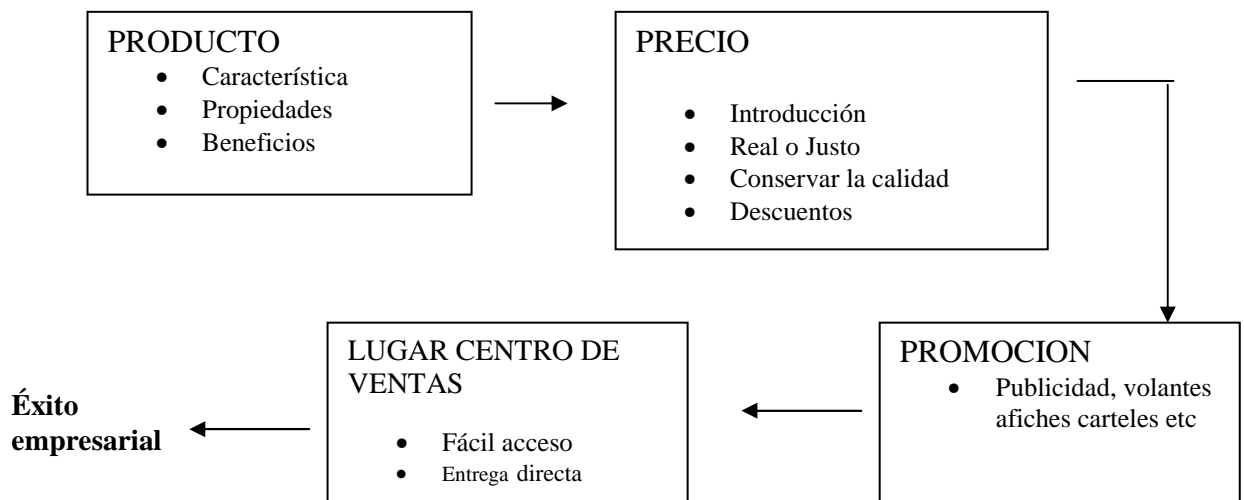 PRODUCTO
• Característica
• Propiedades
• Beneficios
PRECIO
• Introducción
• Real o Justo
• Conservar la calidad
• Descuentos
PROMOCION
• Publicidad, volantes
afiches carteles etc
LUGAR CENTRO DE
VENTAS
• Fácil acceso
• Entrega directa
Éxito
empresarial